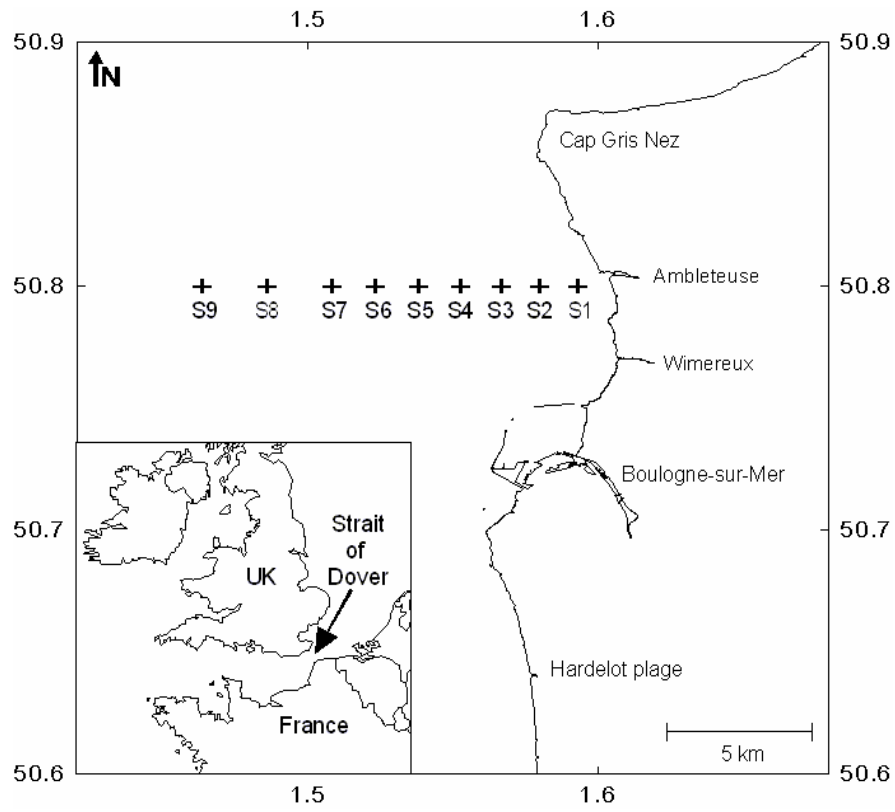 1.5 1.6
50.9 50.9
N
Cap Gris Nez
50.8 50.8
Ambleteuse
S9 S8 S7 S6 S5 S4 S3 S2 S1
Wimereux
Boulogne-sur-Mer
50.7 50.7
Strait
of
Dover
UK
France
Hardelot plage
5 km
50.6 50.6
1.5 1.6